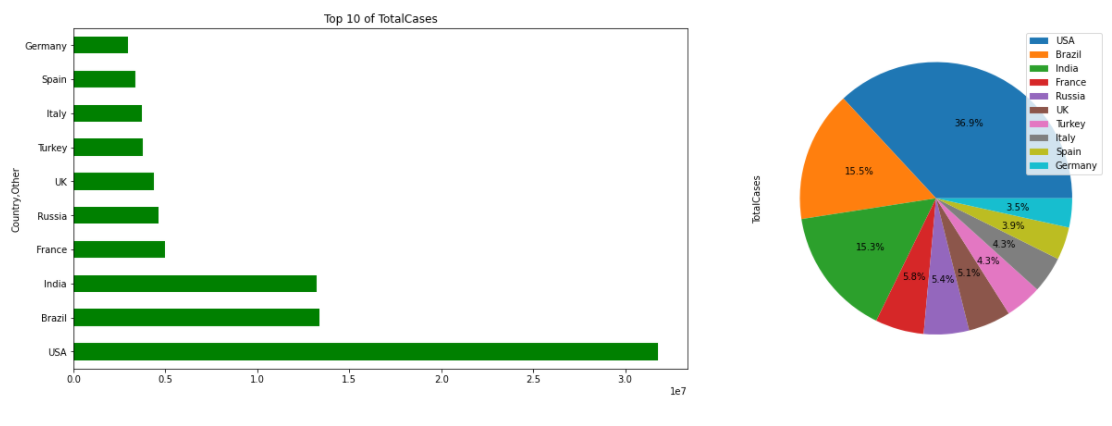 Top 10 of TotalCases
Country,Other
Germany
Spain
Italy
Turkey
UK
Russia
France
India
Brazil
USA
0.0 0.5 1.0 1.5 2.0 2.5 3.0
1e7
TotalCases
36.9%
15.5%
15.3%
5.8%
5.4%
5.1%
4.3%
4.3%
3.9%
3.5%
USA
Brazil
India
France
Russia
UK
Turkey
Italy
Spain
Germany